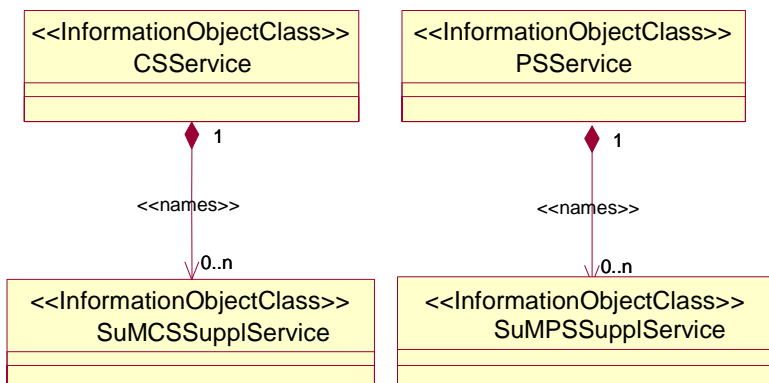 <<InformationObjectClass>>
CSService
<<InformationObjectClass>>
PSService
1
1
<<names>>
<<names>>
0..n
0..n
<<InformationObjectClass>>
SuMCSSupplService
<<InformationObjectClass>>
SuMPSSupplService